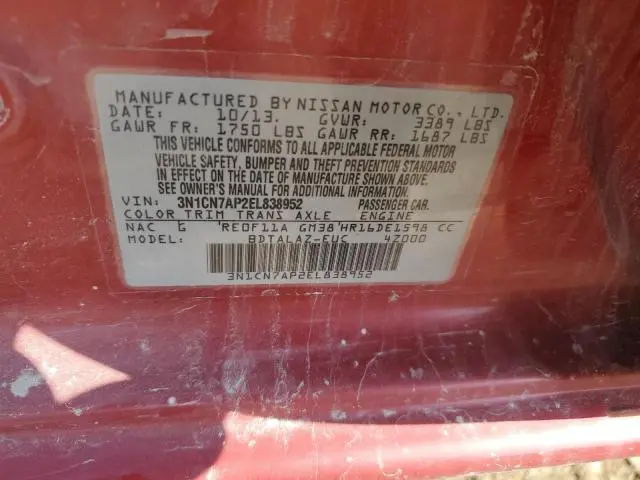 MANUFACTURED BY NISSAN MOTOR CO., LTD.
DATE: 10/13. GVWR: 3389 LBS
GAWR FR: 1750 LBS GAWR RR: 1687 LBS
THIS VEHICLE CONFORMS TO ALL APPLICABLE FEDERAL MOTOR
VEHICLE SAFETY, BUMPER AND THEFT PREVENTION STANDARDS
IN EFFECT ON THE DATE OF MANUFACTURE SHOWN ABOVE.
SEE OWNER'S MANUAL FOR ADDITIONAL INFORMATION.
VIN: 3N1CN7AP2EL838952 PASSENGER CAR.
COLOR TRIM TRANS AXLE ENGINE
NAC G RE0F11A GM38 HR16DE1598 CC
MODEL: BDTALAZ-EUC 4Z000
3N1CN7AP2EL838952